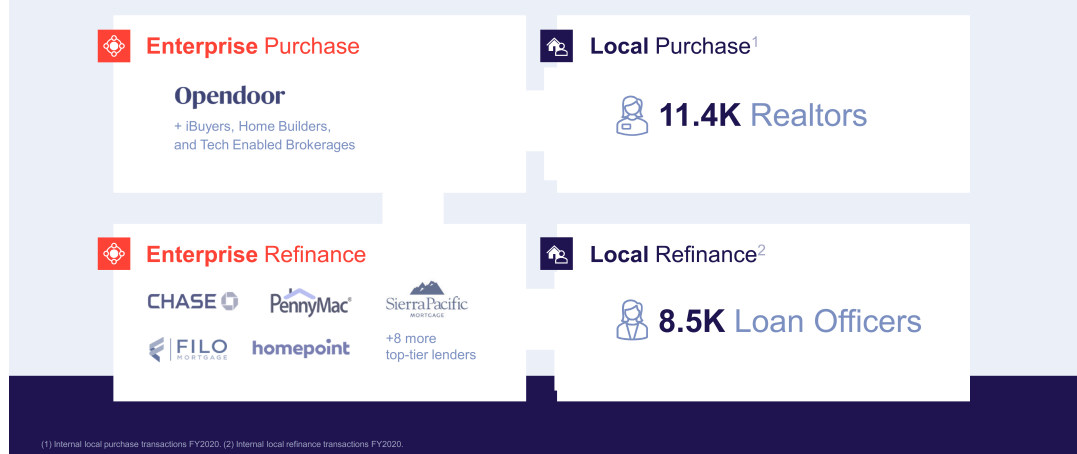 Enterprise Purchase
Opendoor
+ iBuyers, Home Builders,
and Tech Enabled Brokerages
Local Purchase1
11.4K Realtors
Enterprise Refinance
CHASE
PennyMac®
SierraPacific
MORTGAGE
FILO
MORTGAGE
homepoint
+8 more
top-tier lenders
Local Refinance2
8.5K Loan Officers
(1) Internal local purchase transactions FY2020. (2) Internal local refinance transactions FY2020.